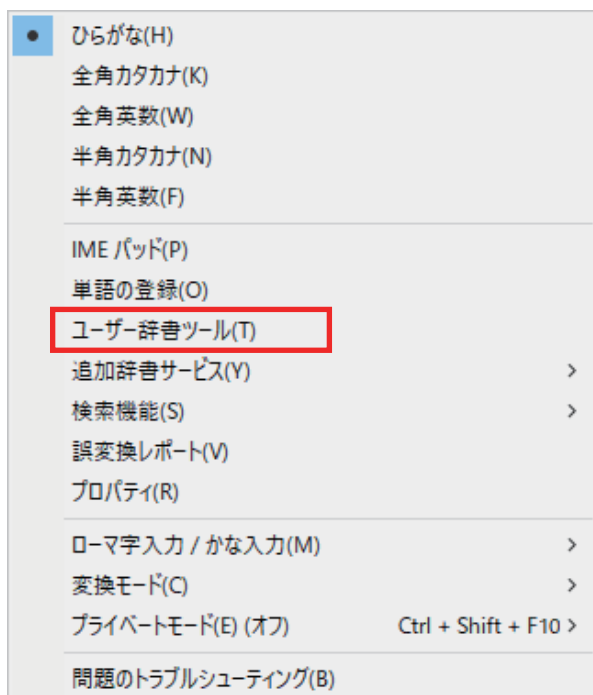 ひらがな(H)
全角カタカナ(K)
全角英数(W)
半角カタカナ(N)
半角英数(F)
IME パッド(P)
単語の登録(O)
ユーザー辞書ツール(T)
追加辞書サービス(Y)
検索機能(S)
誤変換レポート(V)
プロパティ(R)
ローマ字入力 / かな入力(M)
変換モード(C)
プライベートモード(E) (オフ) Ctrl + Shift + F10
問題のトラブルシューティング(B)